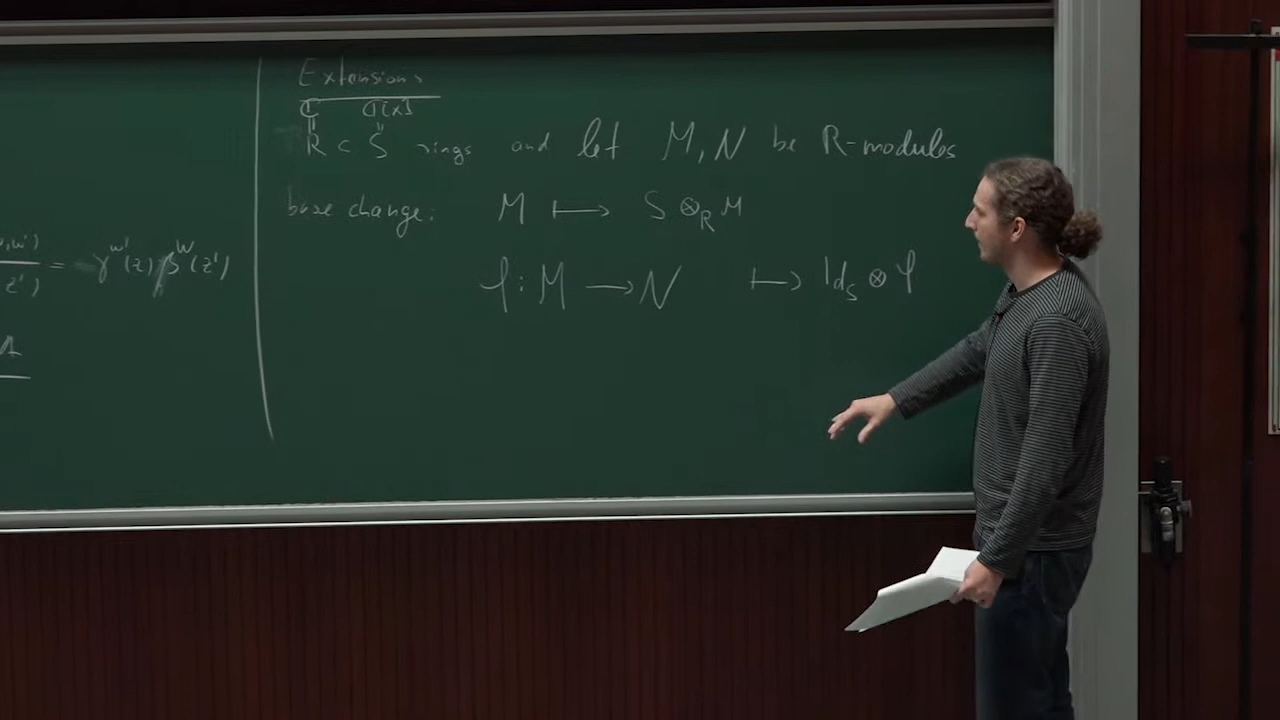 Extensions
ℂ ℂ[x]
" "
R ⊂ S rings and let M, N be R-modules
base change: M ⟼ S ⊗_R M
φ: M ⟶ N ⟼ Id_S ⊗ φ
= γ^{w'}(z) β^W(z')